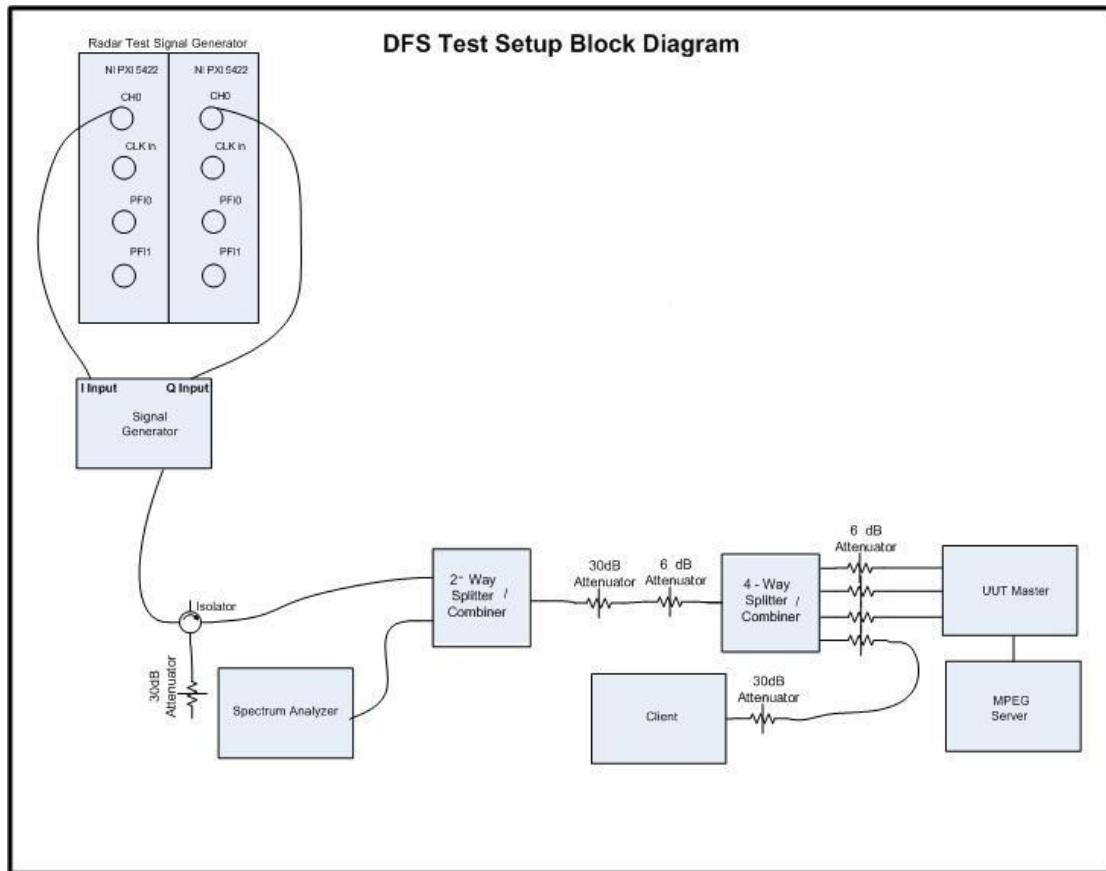 DFS Test Setup Block Diagram
Radar Test Signal Generator
NI PXI 5422
NI PXI 5422
CH0
CH0
CLK in
CLK in
PFI0
PFI0
PFI1
PFI1
I Input
Q Input
Signal
Generator
Isolator
30dB
Attenuator
Spectrum Analyzer
2- Way
Splitter /
Combiner
30dB
Attenuator
6 dB
Attenuator
4 - Way
Splitter /
Combiner
6 dB
Attenuator
UUT Master
MPEG
Server
Client
30dB
Attenuator